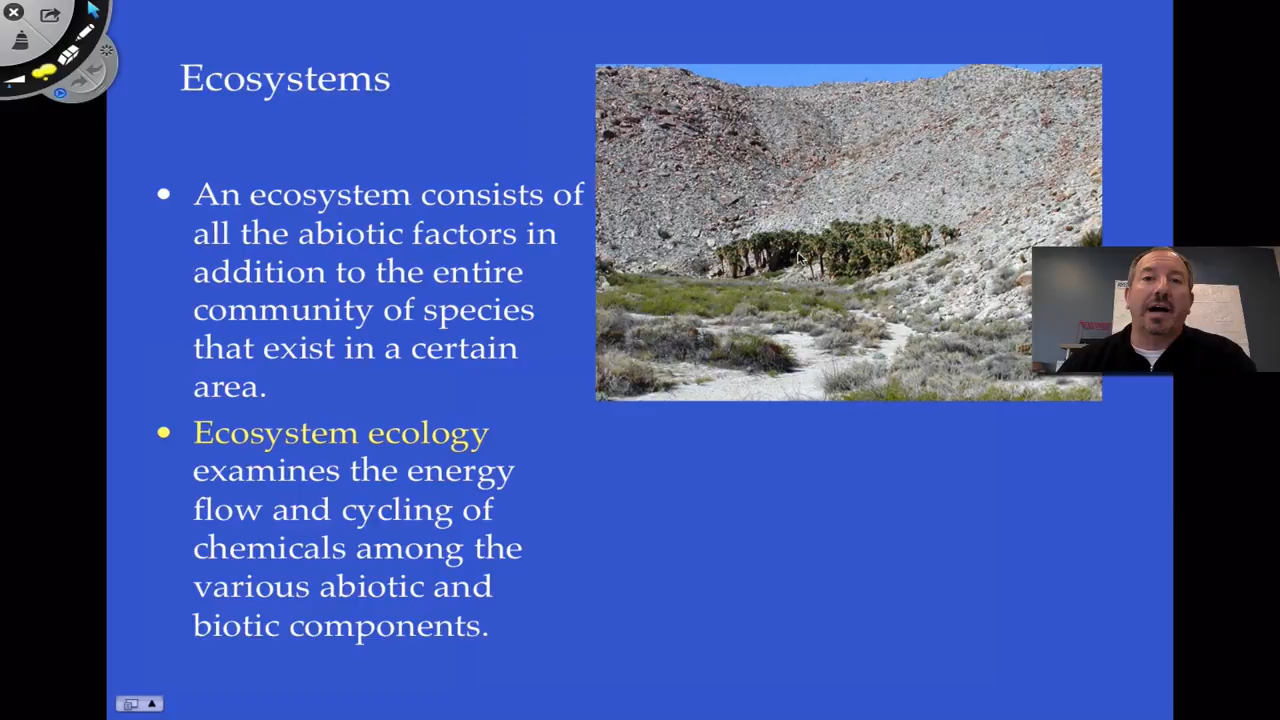 Ecosystems
• An ecosystem consists of
all the abiotic factors in
addition to the entire
community of species
that exist in a certain
area.
• Ecosystem ecology
examines the energy
flow and cycling of
chemicals among the
various abiotic and
biotic components.